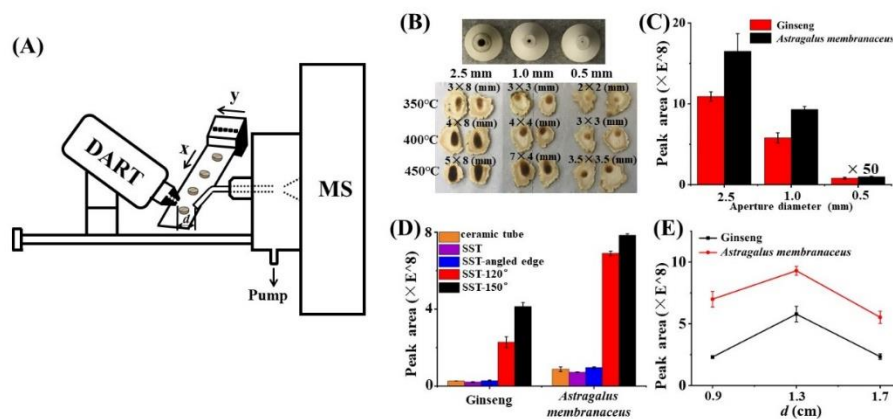 (A)
y
x
DART
d
MS
Pump
(B)
2.5 mm 1.0 mm 0.5 mm
3×8 (mm) 3×3 (mm) 2×2 (mm)
350°C
4×8 (mm) 4×4 (mm) 3×3 (mm)
400°C
5×8 (mm) 7×4 (mm) 3.5×3.5(mm)
450°C
(C)
Ginseng
Astragalus membranaceus
Peak area (×E^8)
20
10
0
×50
2.5 1.0 0.5
Aperture diameter (mm)
(D)
ceramic tube
SST
SST-angled edge
SST-120°
SST-150°
Peak area (×E^8)
8
4
0
Ginseng Astragalus
membranaceus
(E)
Ginseng
Astragalus membranaceus
Peak area (×E^8)
10
5
0
0.9 1.3 1.7
d (cm)